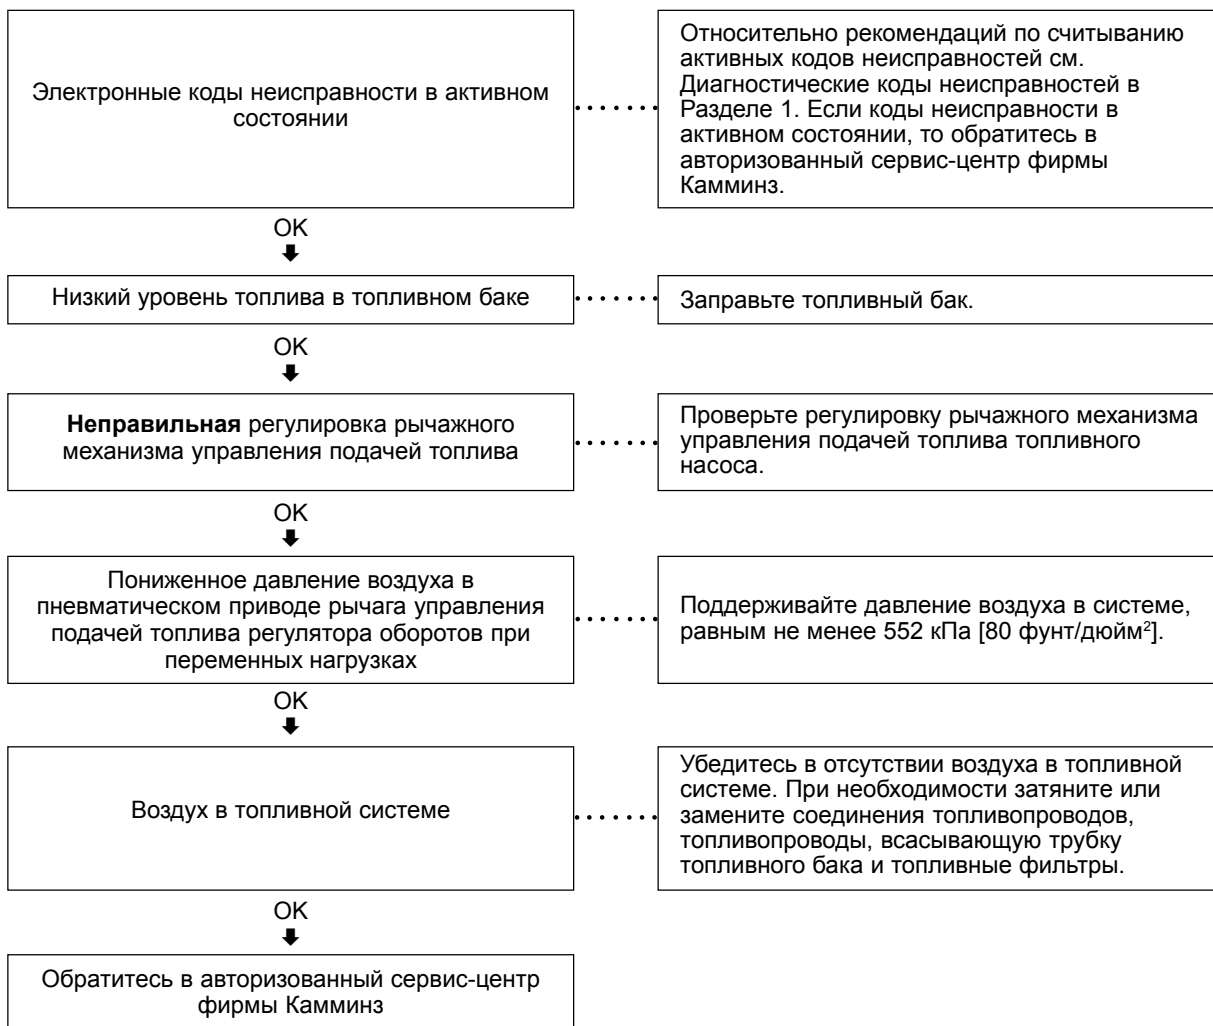 Электронные коды неисправности в активном
состоянии
Относительно рекомендаций по считыванию
активных кодов неисправностей см.
Диагностические коды неисправностей в
Разделе 1. Если коды неисправности в
активном состоянии, то обратитесь в
авторизованный сервис-центр фирмы
Камминз.
OK
Низкий уровень топлива в топливном баке
Заправьте топливный бак.
OK
Неправильная регулировка рычажного
механизма управления подачей топлива
Проверьте регулировку рычажного механизма
управления подачей топлива топливного
насоса.
OK
Пониженное давление воздуха в
пневматическом приводе рычага управления
подачей топлива регулятора оборотов при
переменных нагрузках
Поддерживайте давление воздуха в системе,
равным не менее 552 кПа [80 фунт/дюйм²].
OK
Воздух в топливной системе
Убедитесь в отсутствии воздуха в топливной
системе. При необходимости затяните или
замените соединения топливопроводов,
топливопроводы, всасывающую трубку
топливного бака и топливные фильтры.
OK
Обратитесь в авторизованный сервис-центр
фирмы Камминз